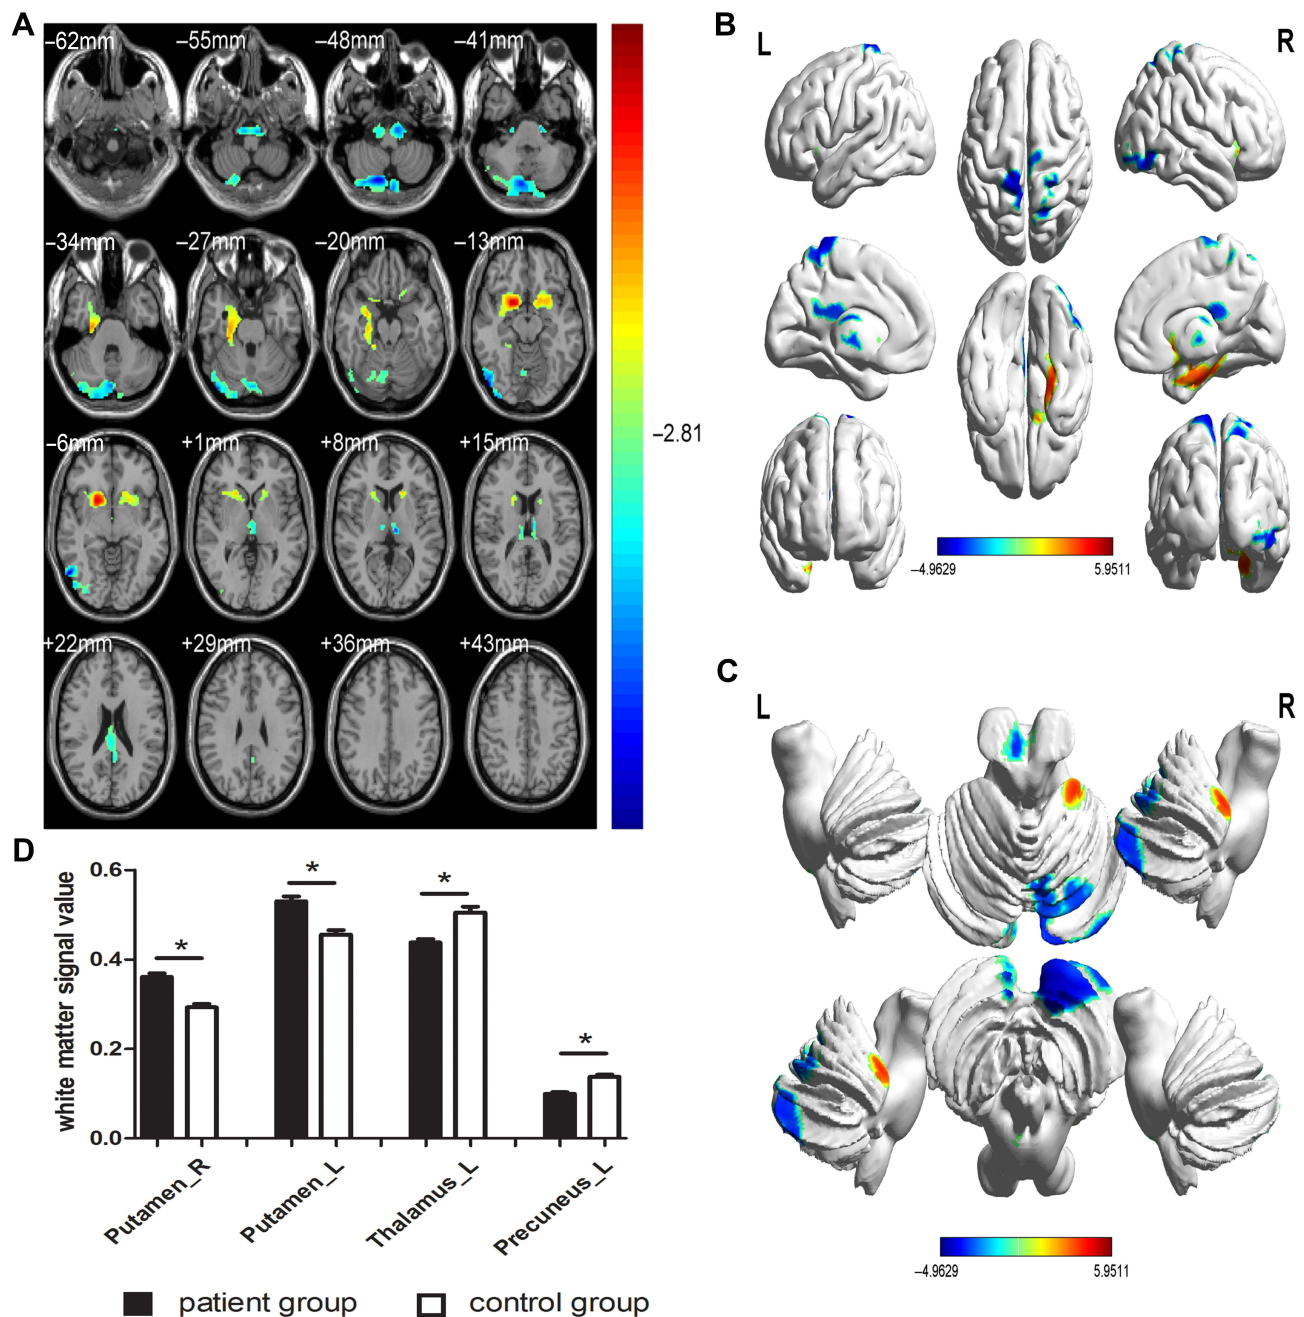 A
−62mm −55mm −48mm −41mm
−34mm −27mm −20mm −13mm
−6mm +1mm +8mm +15mm
+22mm +29mm +36mm +43mm
−2.81
B
L R
−4.9629 5.9511
C
L R
−4.9629 5.9511
D
white matter signal value
0.6
0.4
0.2
0.0
* * * *
Putamen_R
Putamen_L
Thalamus_L
Precuneus_L
patient group control group